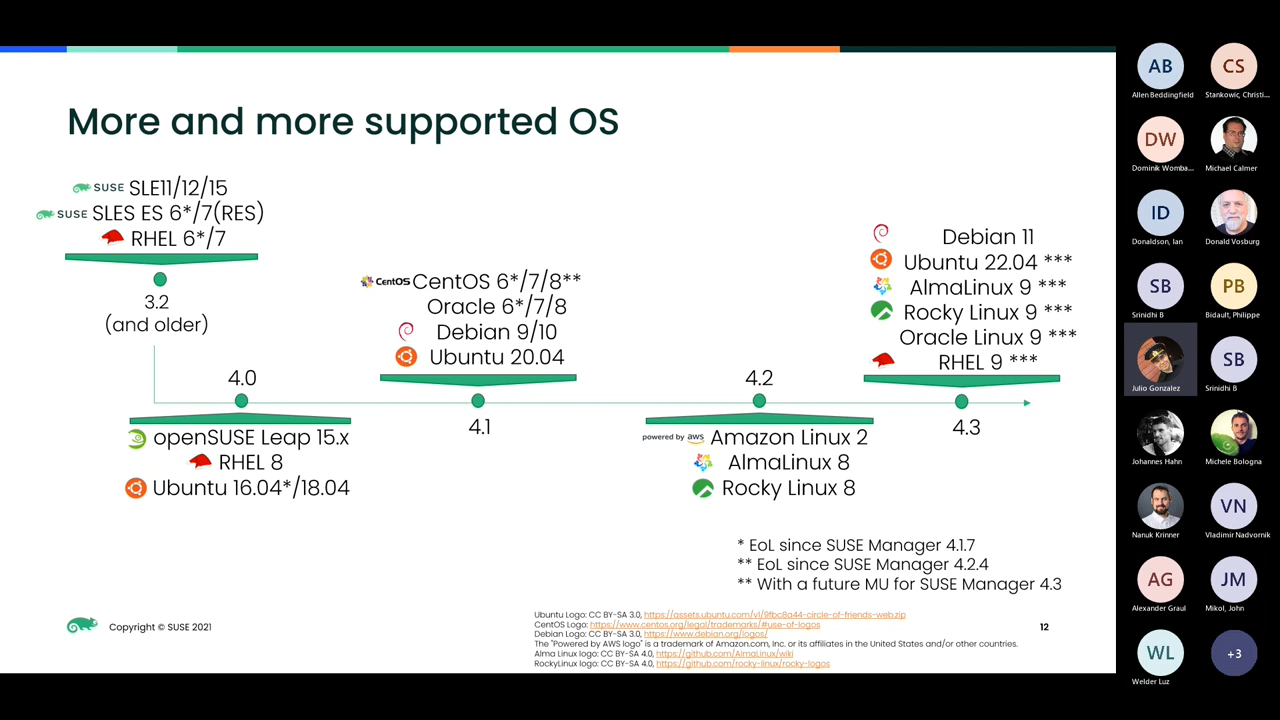 More and more supported OS
SUSE SLE11/12/15
SUSE SLES ES 6*/7(RES)
RHEL 6*/7
3.2
(and older)
4.0
openSUSE Leap 15.x
RHEL 8
Ubuntu 16.04*/18.04
CentOS CentOS 6*/7/8**
Oracle 6*/7/8
Debian 9/10
Ubuntu 20.04
4.1
4.2
powered by aws Amazon Linux 2
AlmaLinux 8
Rocky Linux 8
Debian 11
Ubuntu 22.04 ***
AlmaLinux 9 ***
Rocky Linux 9 ***
Oracle Linux 9 ***
RHEL 9 ***
4.3
* EoL since SUSE Manager 4.1.7
** EoL since SUSE Manager 4.2.4
** With a future MU for SUSE Manager 4.3
Copyright © SUSE 2021
Ubuntu Logo: CC BY-SA 3.0, https://assets.ubuntu.com/v1/9fbc8a44-circle-of-friends-web.zip
CentOS Logo: https://www.centos.org/legal/trademarks/#use-of-logos
Debian Logo: CC BY-SA 3.0, https://www.debian.org/logos/
The "Powered by AWS logo" is a trademark of Amazon.com, Inc. or its affiliates in the United States and/or other countries.
Alma Linux logo: CC BY-SA 4.0, https://github.com/AlmaLinux/wiki
RockyLinux logo: CC BY-SA 4.0, https://github.com/rocky-linux/rocky-logos
12
AB
Allen Beddingfield
CS
Stankowic, Christi...
DW
Dominik Womba...
Michael Calmer
ID
Donaldson, Ian
Donald Vosburg
SB
Srinidhi B
PB
Bidault, Philippe
Julio Gonzalez
SB
Srinidhi B
Johannes Hahn
Michele Bologna
Nanuk Krinner
VN
Vladimir Nadvornik
AG
Alexander Graul
JM
Mikol, John
WL
Welder Luz
+3